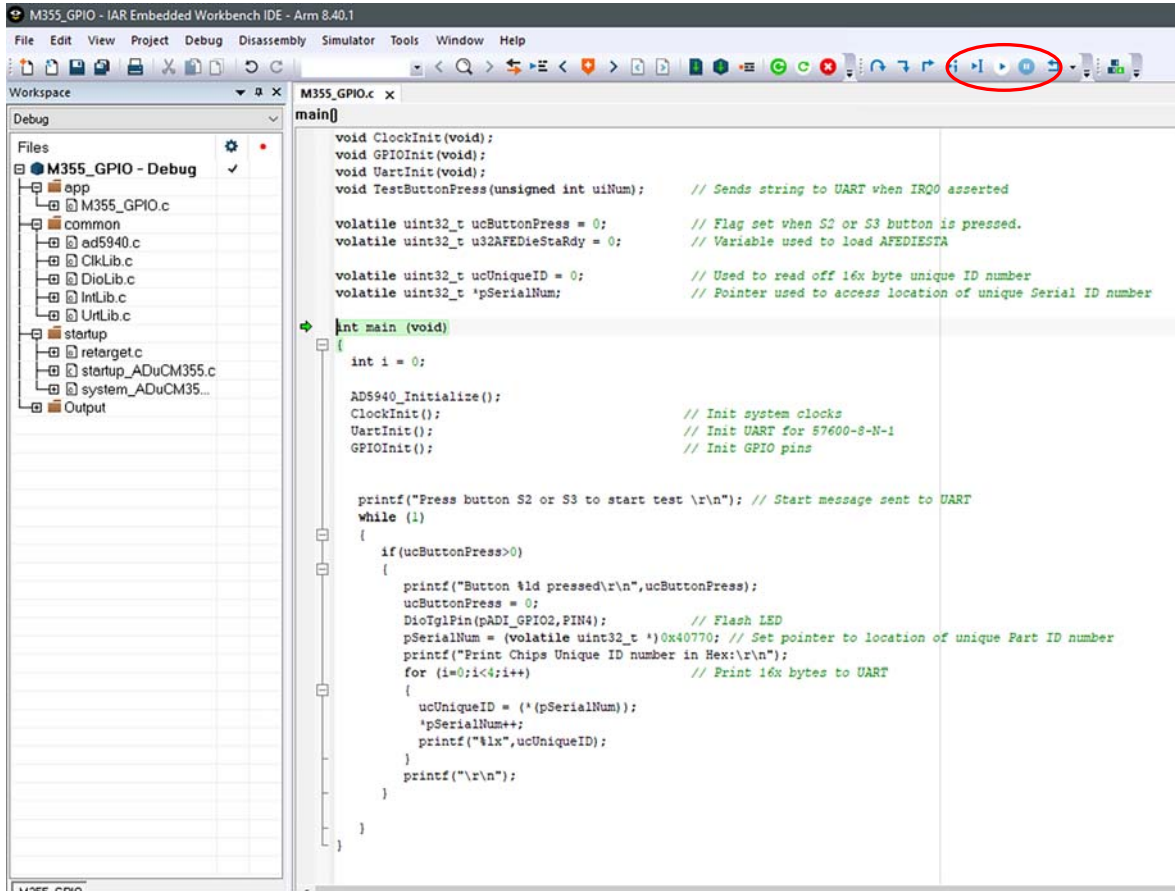 M355_GPIO - IAR Embedded Workbench IDE - Arm 8.40.1
File Edit View Project Debug Disassembly Simulator Tools Window Help
Workspace
M355_GPIO.c x
Debug
main()
Files
M355_GPIO - Debug
app
M355_GPIO.c
common
ad5940.c
ClkLib.c
DioLib.c
IntLib.c
UrtLib.c
startup
retarget.c
startup_ADuCM355.c
system_ADuCM35...
Output
void ClockInit(void);
void GPIOInit(void);
void UartInit(void);
void TestButtonPress(unsigned int uiNum); // Sends string to UART when IRQ0 asserted
volatile uint32_t ucButtonPress = 0; // Flag set when S2 or S3 button is pressed.
volatile uint32_t u32AFEDieStaRdy = 0; // Variable used to load AFEDIESTA
volatile uint32_t ucUniqueID = 0; // Used to read off 16x byte unique ID number
volatile uint32_t *pSerialNum; // Pointer used to access location of unique Serial ID number
int main (void)
{
int i = 0;
AD5940_Initialize();
ClockInit(); // Init system clocks
UartInit(); // Init UART for 57600-8-N-1
GPIOInit(); // Init GPIO pins
printf("Press button S2 or S3 to start test \r\n"); // Start message sent to UART
while (1)
{
if(ucButtonPress>0)
{
printf("Button %ld pressed\r\n",ucButtonPress);
ucButtonPress = 0;
DioTglPin(pADI_GPIO2,PIN4); // Flash LED
pSerialNum = (volatile uint32_t *)0x40770; // Set pointer to location of unique Part ID number
printf("Print Chips Unique ID number in Hex:\r\n");
for (i=0;i<4;i++) // Print 16x bytes to UART
{
ucUniqueID = (*(pSerialNum));
*pSerialNum++;
printf("%lx",ucUniqueID);
}
printf("\r\n");
}
}
}
M355_GPIO